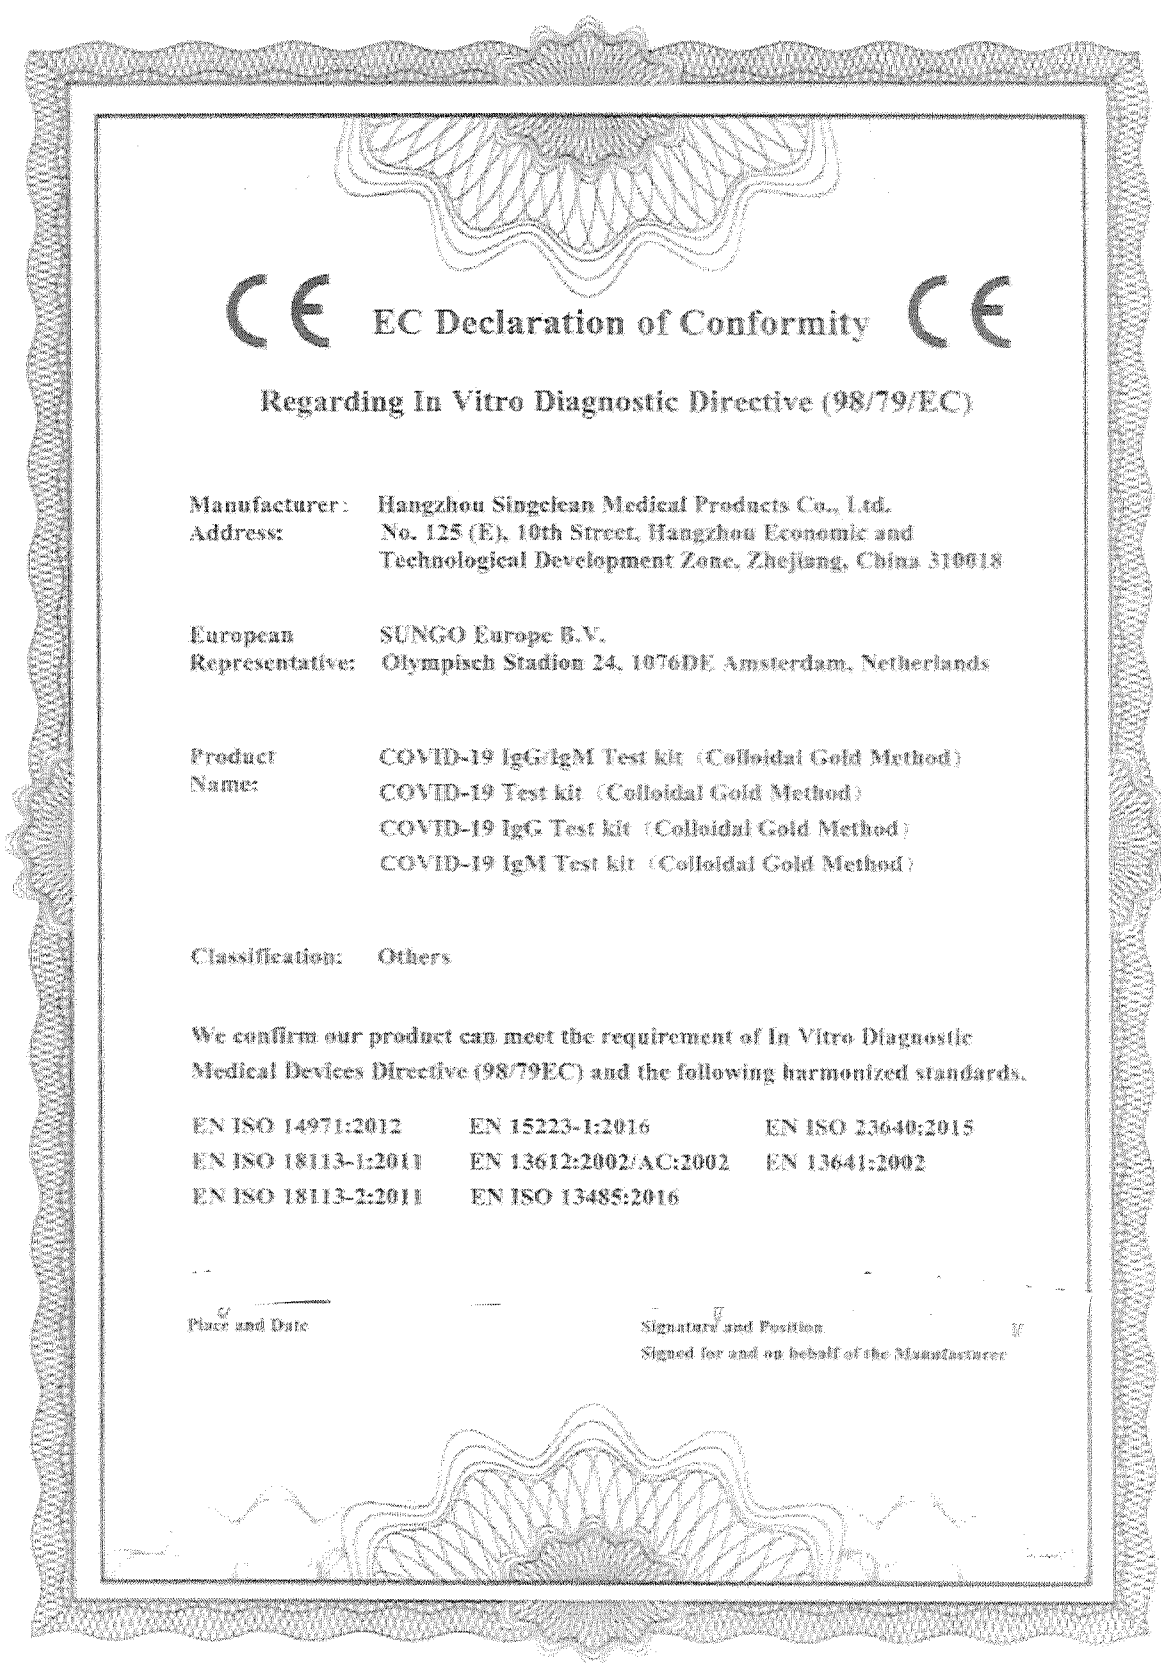 CE EC Declaration of Conformity CE
Regarding In Vitro Diagnostic Directive (98/79/EC)
Manufacturer: Hangzhou Singclean Medical Products Co., Ltd.
Address: No. 125 (E), 10th Street, Hangzhou Economic and
Technological Development Zone, Zhejiang, China 310018
European SUNGO Europe B.V.
Representative: Olympisch Stadion 24, 1076DE Amsterdam, Netherlands
Product COVID-19 IgG/IgM Test kit（Colloidal Gold Method）
Name: COVID-19 Test kit（Colloidal Gold Method）
COVID-19 IgG Test kit（Colloidal Gold Method）
COVID-19 IgM Test kit（Colloidal Gold Method）
Classification: Others
We confirm our product can meet the requirement of In Vitro Diagnostic
Medical Devices Directive (98/79EC) and the following harmonized standards.
EN ISO 14971:2012 EN 15223-1:2016 EN ISO 23640:2015
EN ISO 18113-1:2011 EN 13612:2002/AC:2002 EN 13641:2002
EN ISO 18113-2:2011 EN ISO 13485:2016
Place and Date Signature and Position
Signed for and on behalf of the Manufacturer